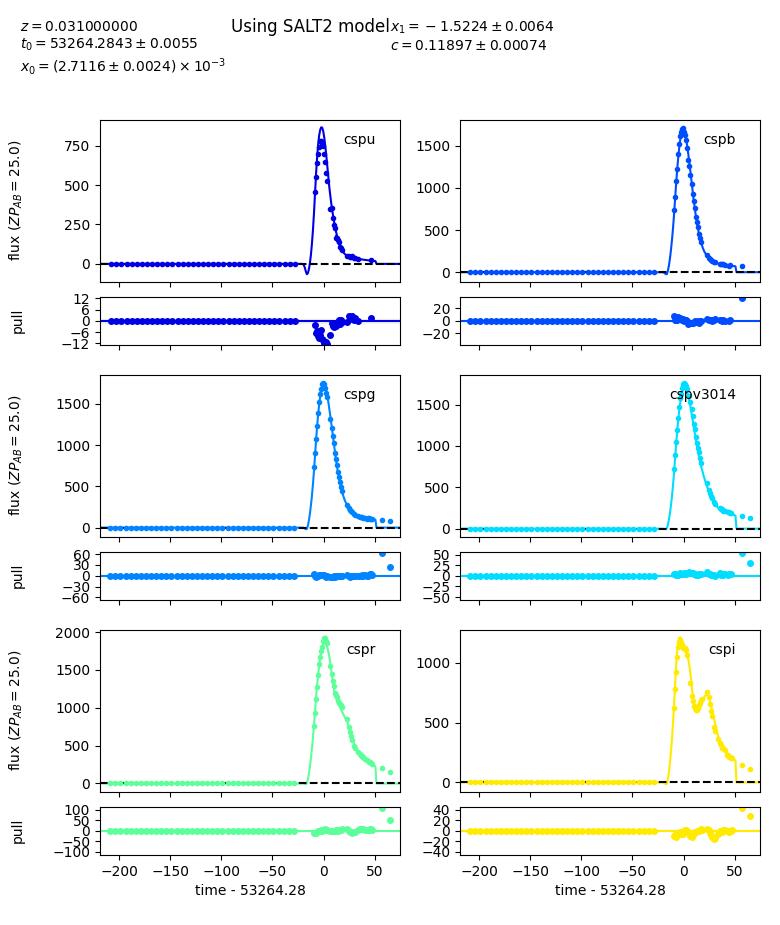 z = 0.031000000
Using SALT2 model
x₁ = −1.5224 ± 0.0064
t₀ = 53264.2843 ± 0.0055
c = 0.11897 ± 0.00074
x₀ = (2.7116 ± 0.0024) × 10⁻³
flux (ZP_AB = 25.0)
750
500
250
0
cspu
1500
1000
500
0
cspb
pull
12
6
0
−6
−12
20
0
−20
flux (ZP_AB = 25.0)
1500
1000
500
0
cspg
1500
1000
500
0
cspv3014
pull
60
30
0
−30
−60
50
25
0
−25
−50
flux (ZP_AB = 25.0)
2000
1500
1000
500
0
cspr
1000
500
0
cspi
pull
100
50
0
−50
−100
40
20
0
−20
−40
−200 −150 −100 −50 0 50
−200 −150 −100 −50 0 50
time - 53264.28
time - 53264.28